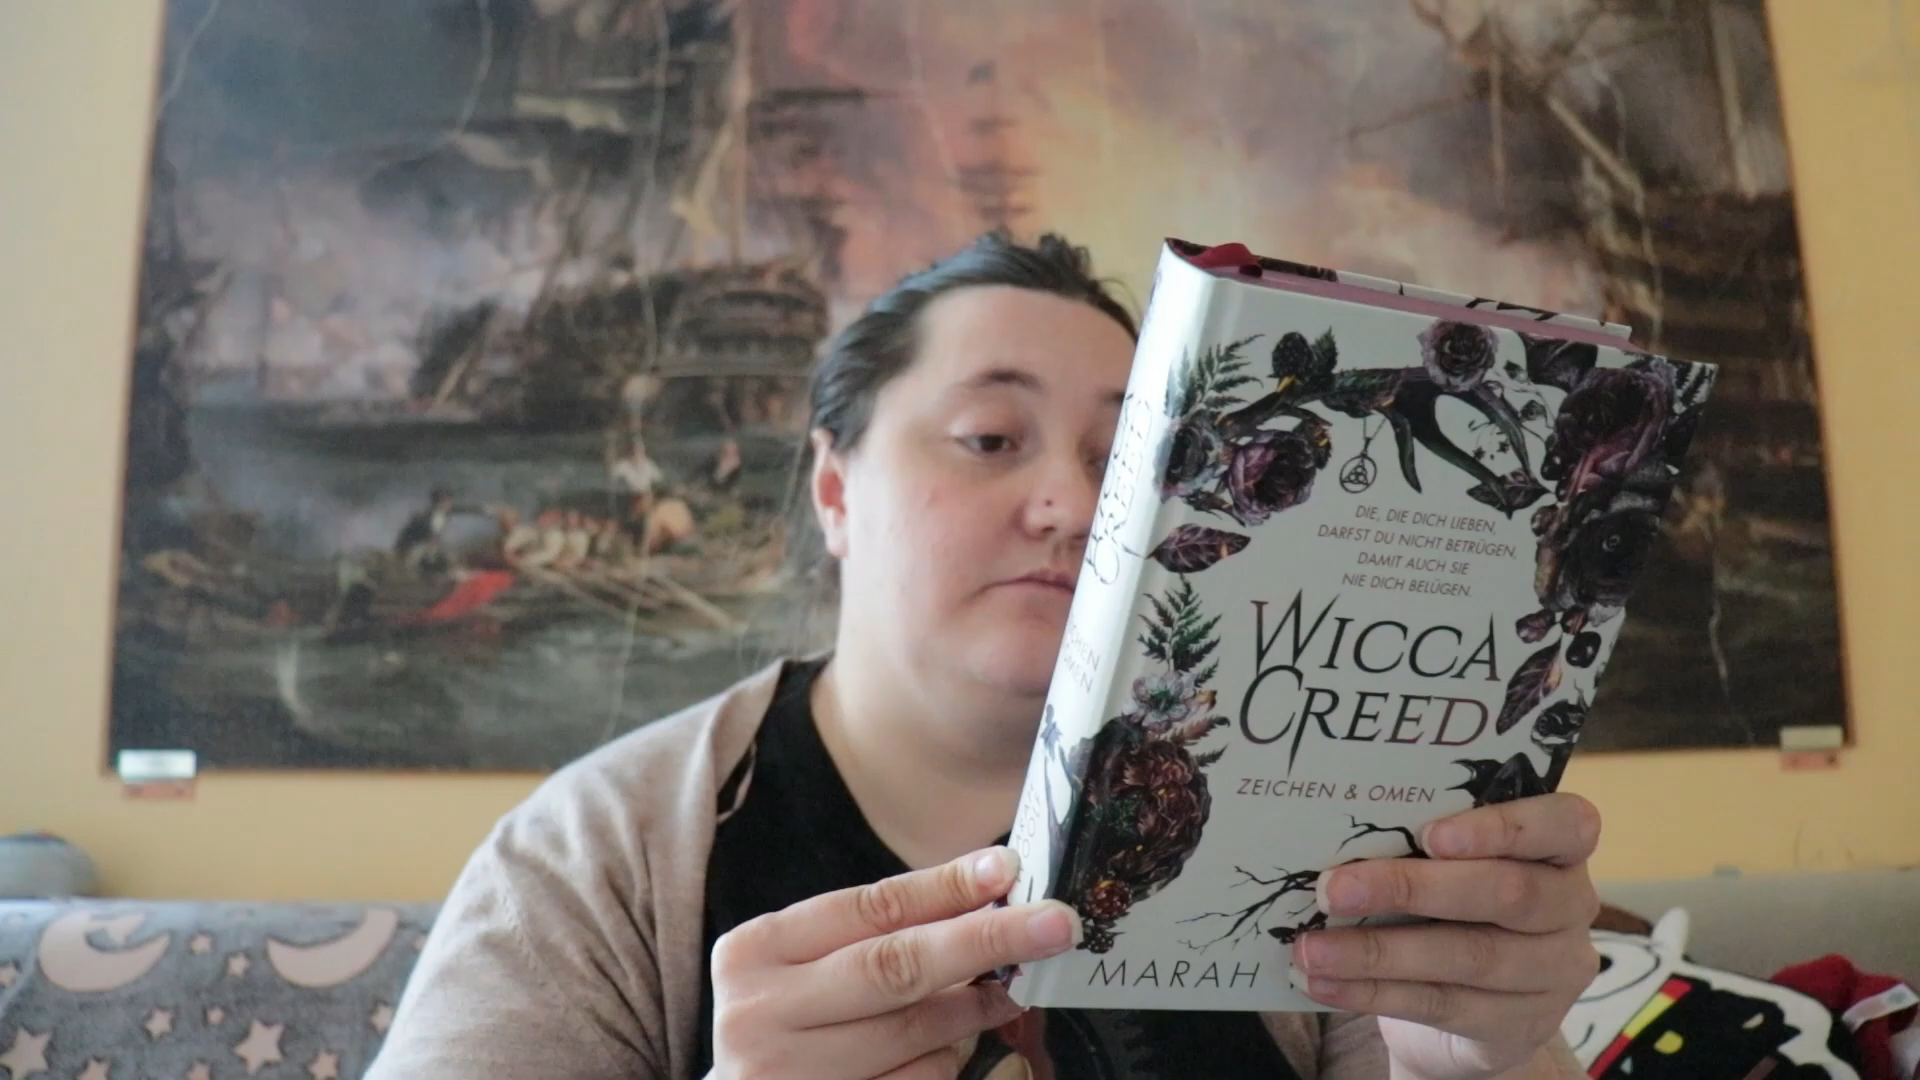 DIE, DIE DICH LIEBEN,
DARFST DU NICHT BETRÜGEN,
DAMIT AUCH SIE
NIE DICH BELÜGEN.
WICCA
CREED
ZEICHEN & OMEN
MARAH